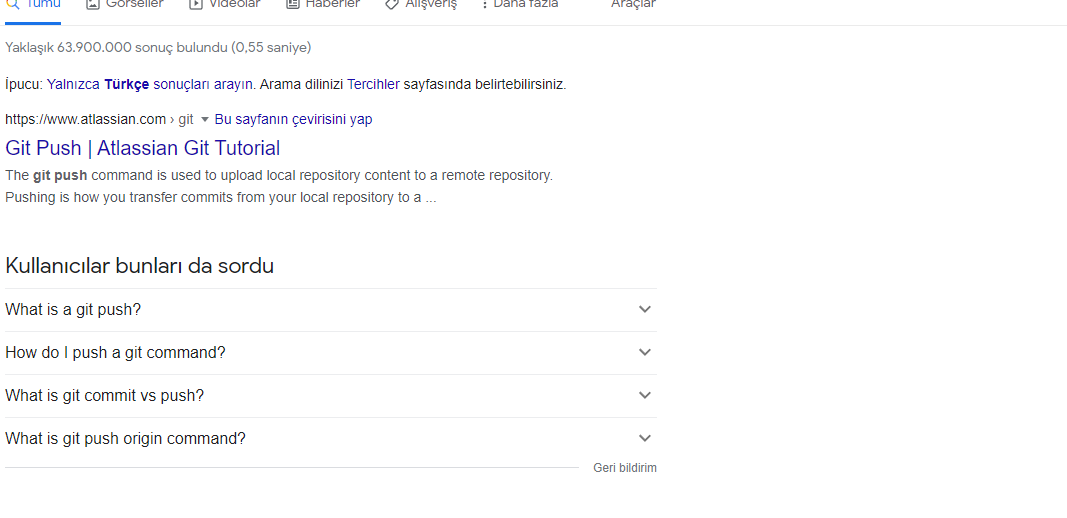 Tümü Görseller Videolar Haberler Alışveriş Daha fazla Araçlar
Yaklaşık 63.900.000 sonuç bulundu (0,55 saniye)
İpucu: Yalnızca Türkçe sonuçları arayın. Arama dilinizi Tercihler sayfasında belirtebilirsiniz.
https://www.atlassian.com › git Bu sayfanın çevirisini yap
Git Push | Atlassian Git Tutorial
The git push command is used to upload local repository content to a remote repository.
Pushing is how you transfer commits from your local repository to a ...
Kullanıcılar bunları da sordu
What is a git push?
How do I push a git command?
What is git commit vs push?
What is git push origin command?
Geri bildirim